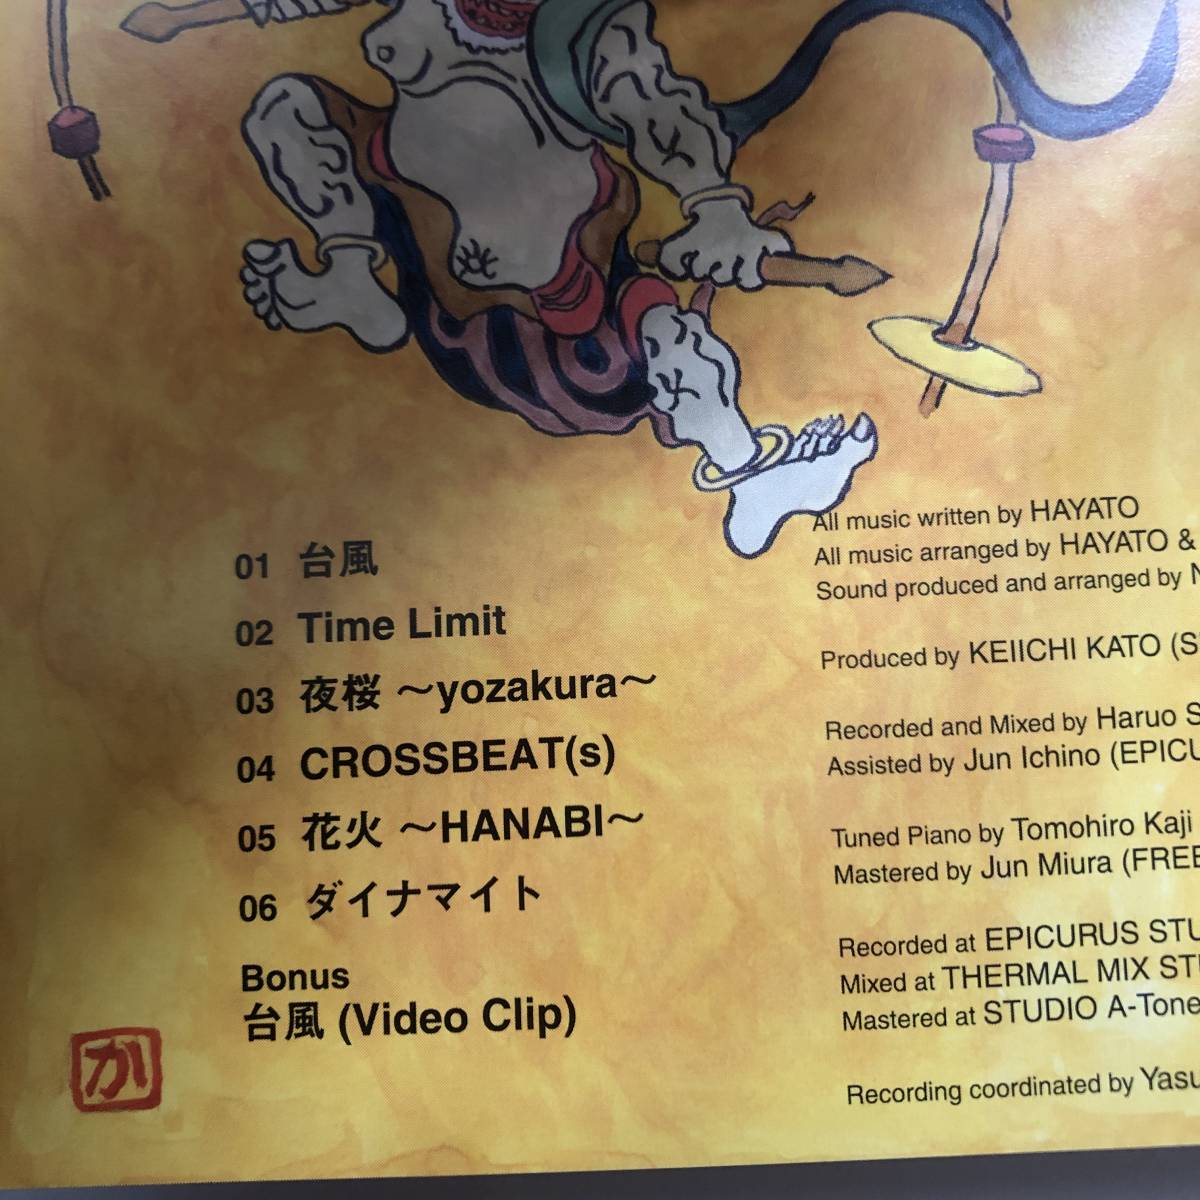 01 台風
02 Time Limit
03 夜桜 〜yozakura〜
04 CROSSBEAT(s)
05 花火 〜HANABI〜
06 ダイナマイト
Bonus
台風 (Video Clip)
か
All music written by HAYATO
All music arranged by HAYATO &
Sound produced and arranged by
Produced by KEIICHI KATO
Recorded and Mixed by Haruo
Assisted by Jun Ichino
Tuned Piano by Tomohiro Kaji
Mastered by Jun Miura
Recorded at EPICURUS
Mixed at THERMAL MIX
Mastered at STUDIO A-Tone
Recording coordinated by